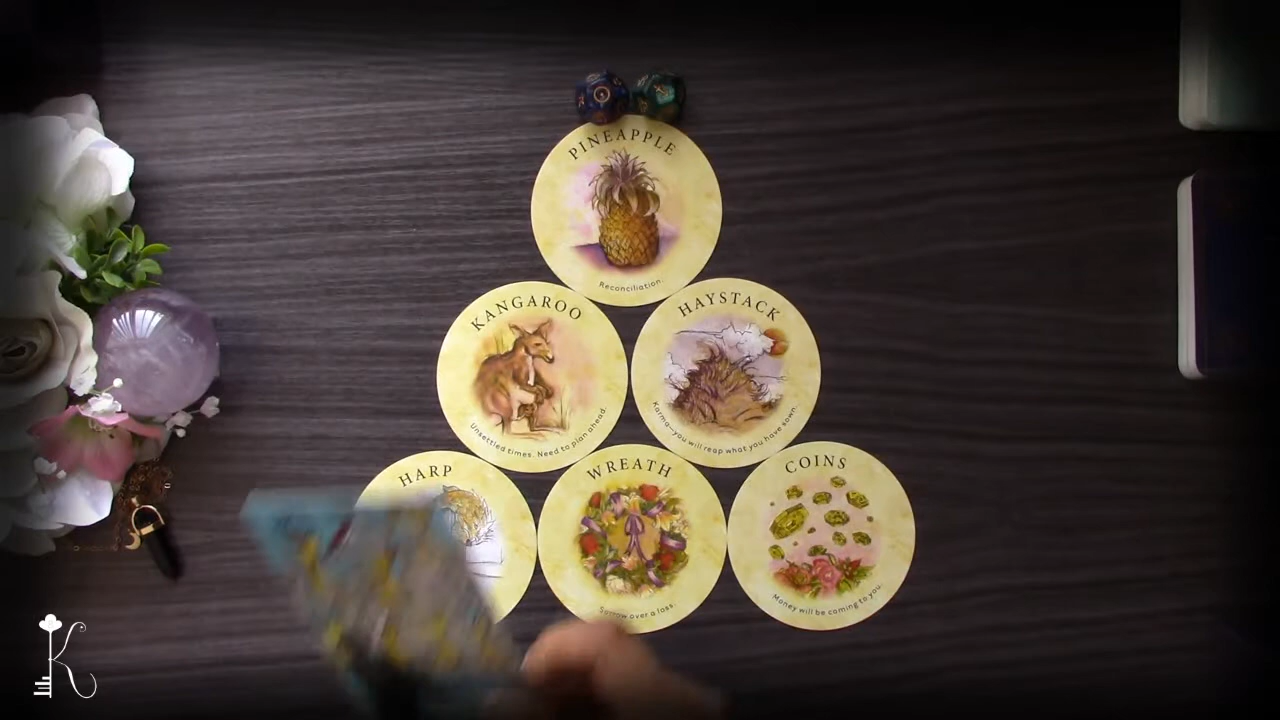 PINEAPPLE
Reconciliation.
KANGAROO
Unsettled times. Need to plan ahead.
HAYSTACK
Karma—you will reap what you have sown.
HARP
WREATH
Sorrow over a loss.
COINS
Money will be coming to you.
K